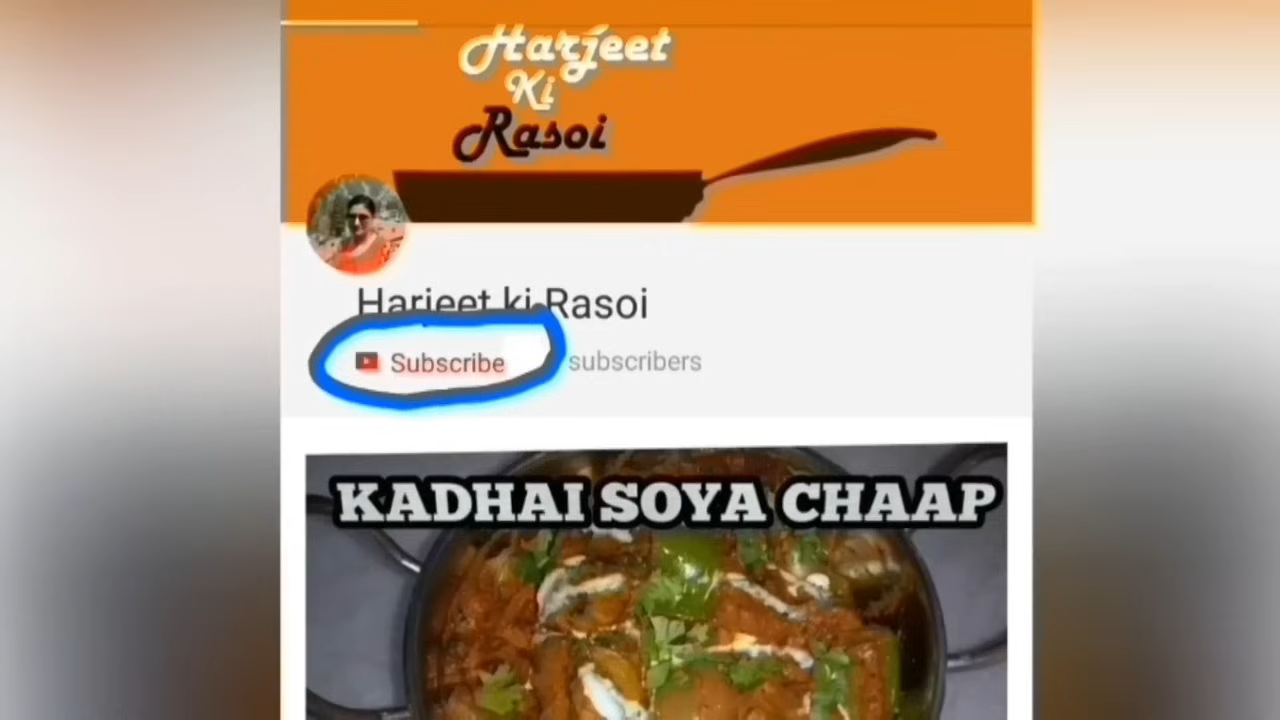 Harjeet
Ki
Rasoi
Harjeet ki Rasoi
Subscribe
subscribers
KADHAI SOYA CHAAP